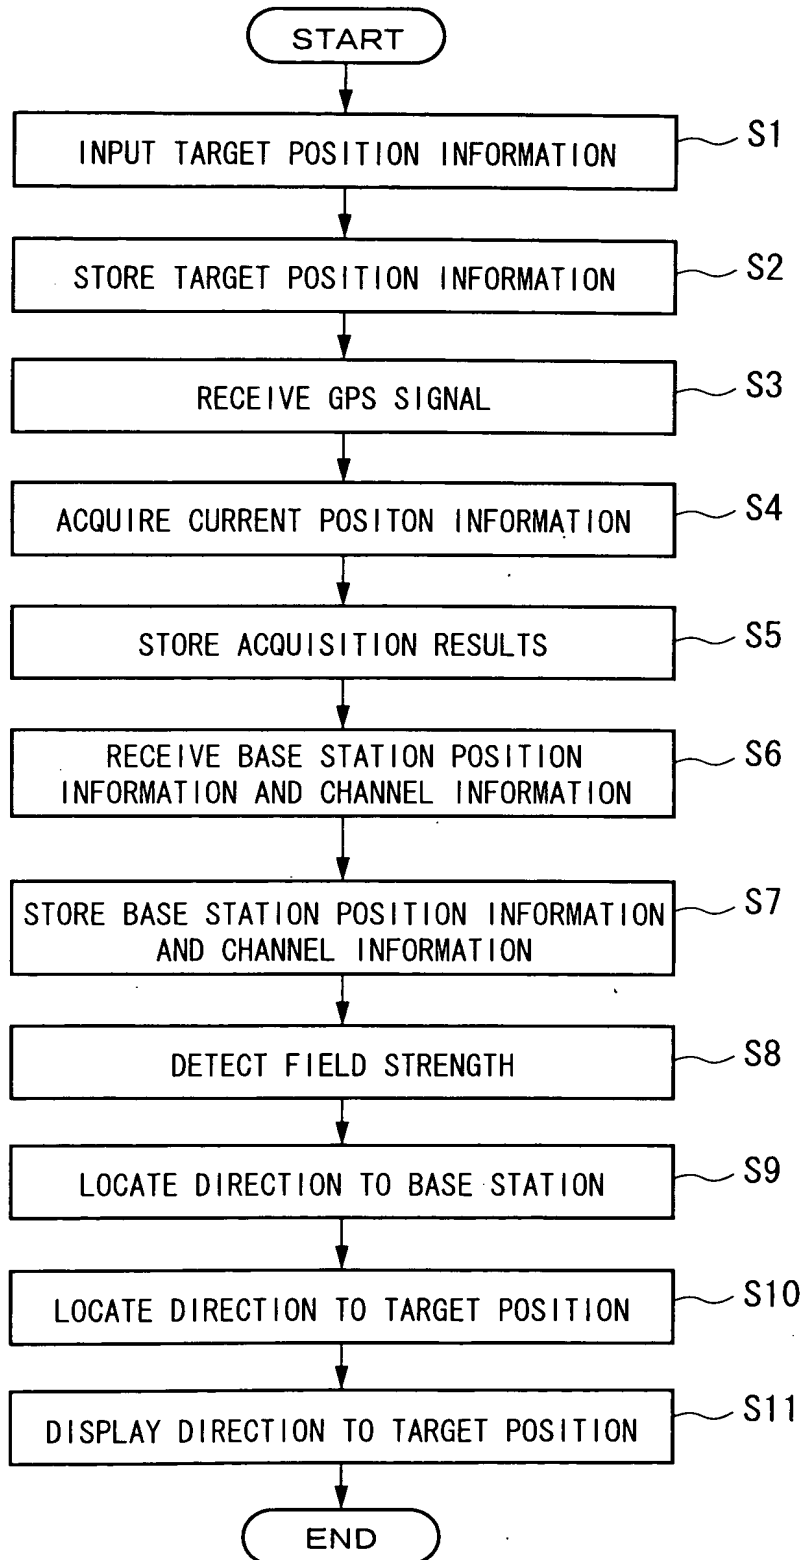 START
INPUT TARGET POSITION INFORMATION
S1
STORE TARGET POSITION INFORMATION
S2
RECEIVE GPS SIGNAL
S3
ACQUIRE CURRENT POSITON INFORMATION
S4
STORE ACQUISITION RESULTS
S5
RECEIVE BASE STATION POSITION
INFORMATION AND CHANNEL INFORMATION
S6
STORE BASE STATION POSITION INFORMATION
AND CHANNEL INFORMATION
S7
DETECT FIELD STRENGTH
S8
LOCATE DIRECTION TO BASE STATION
S9
LOCATE DIRECTION TO TARGET POSITION
S10
DISPLAY DIRECTION TO TARGET POSITION
S11
END